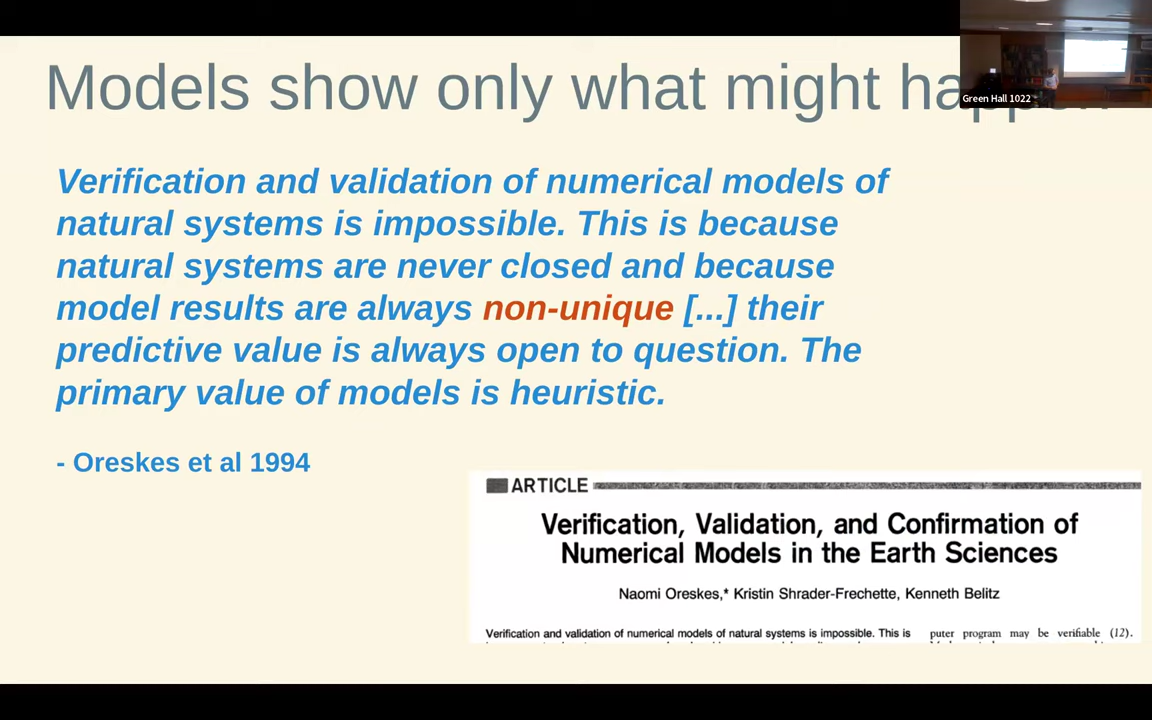 Models show only what might happen
Green Hall 1022
Verification and validation of numerical models of
natural systems is impossible. This is because
natural systems are never closed and because
model results are always non-unique [...] their
predictive value is always open to question. The
primary value of models is heuristic.
- Oreskes et al 1994
ARTICLE
Verification, Validation, and Confirmation of
Numerical Models in the Earth Sciences
Naomi Oreskes,* Kristin Shrader-Frechette, Kenneth Belitz
Verification and validation of numerical models of natural systems is impossible. This is
puter program may be verifiable (12).